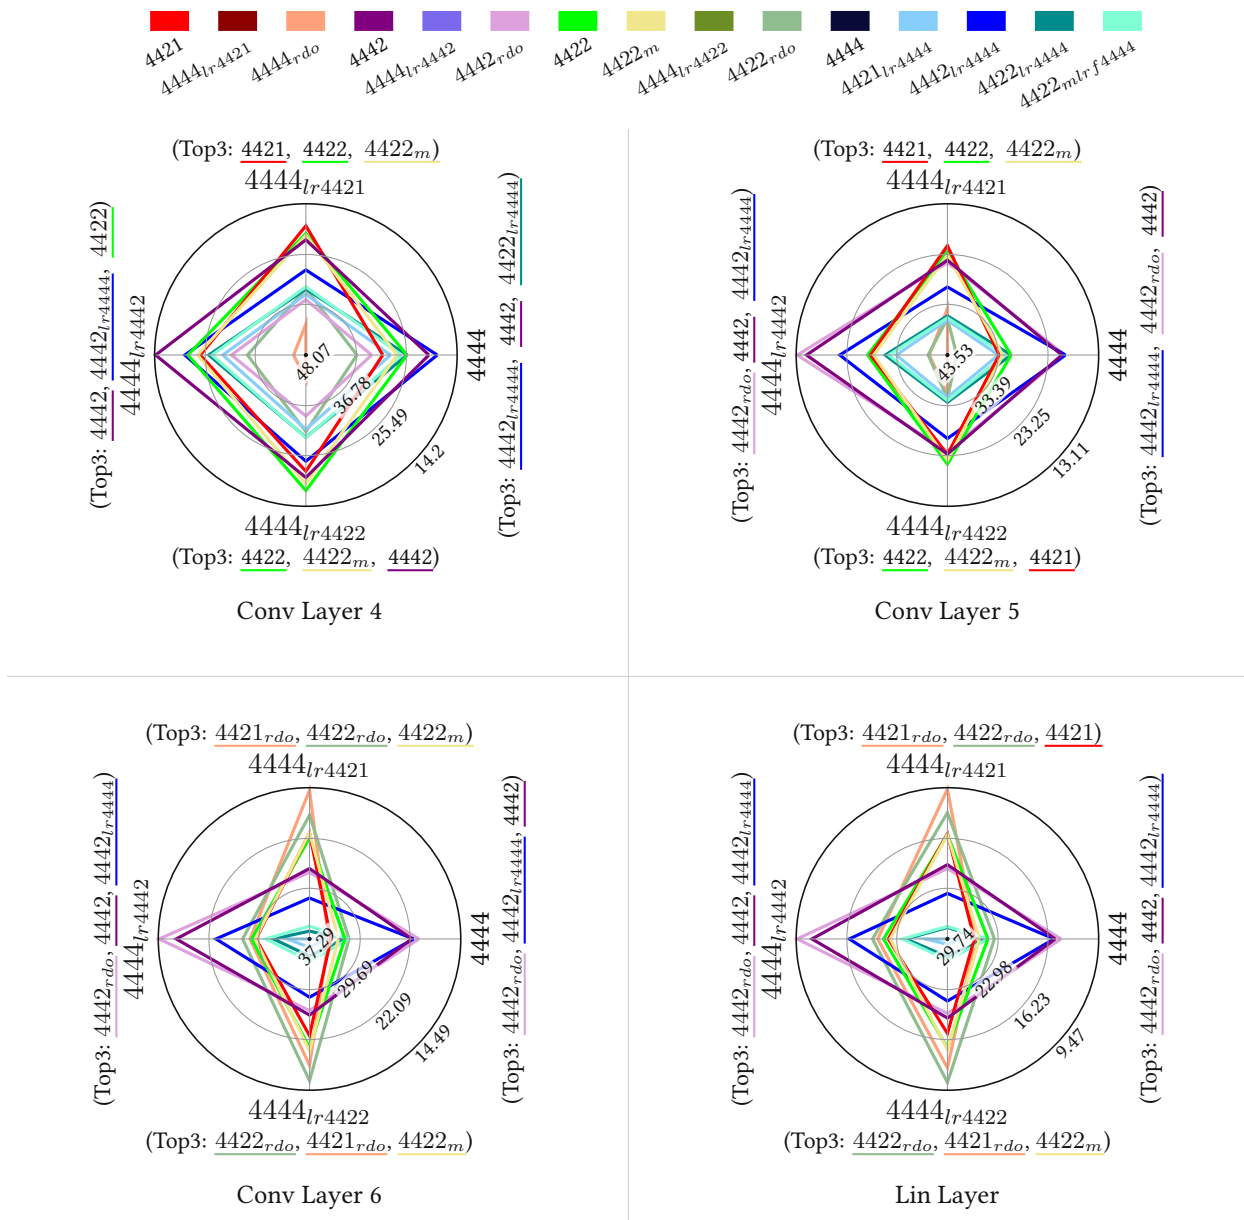 4421
4444lr4421
4444rdo
4442
4444lr4442
4442rdo
4422
4422m
4444lr4422
4422rdo
4444
4421lr4444
4442lr4444
4422lr4444
4422mlrf4444
(Top3: 4421, 4422, 4422m)
4444lr4421
(Top3: 4442, 4442lr4444, 4422)
4444lr4442
48.07
36.78
25.49
14.2
4444
(Top3: 4442lr4444, 4442, 4422lr4444)
4444lr4422
(Top3: 4422, 4422m, 4442)
Conv Layer 4
(Top3: 4421, 4422, 4422m)
4444lr4421
(Top3: 4442rdo, 4442, 4442lr4444)
4444lr4442
43.53
33.39
23.25
13.11
4444
(Top3: 4442lr4444, 4442rdo, 4442)
4444lr4422
(Top3: 4422, 4422m, 4421)
Conv Layer 5
(Top3: 4421rdo, 4422rdo, 4422m)
4444lr4421
(Top3: 4442rdo, 4442, 4442lr4444)
4444lr4442
37.29
29.69
22.09
14.49
4444
(Top3: 4442rdo, 4442lr4444, 4442)
4444lr4422
(Top3: 4422rdo, 4421rdo, 4422m)
Conv Layer 6
(Top3: 4421rdo, 4422rdo, 4421)
4444lr4421
(Top3: 4442rdo, 4442, 4442lr4444)
4444lr4442
29.74
22.98
16.23
9.47
4444
(Top3: 4442rdo, 4442, 4442lr4444)
4444lr4422
(Top3: 4422rdo, 4421rdo, 4422m)
Lin Layer